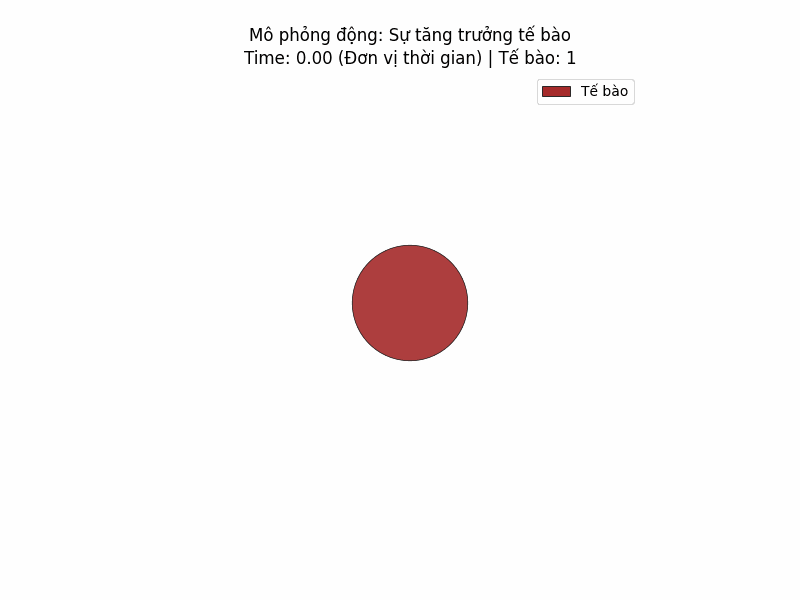 Mô phỏng động: Sự tăng trưởng tế bào
Time: 0.00 (Đơn vị thời gian) | Tế bào: 1
Tế bào